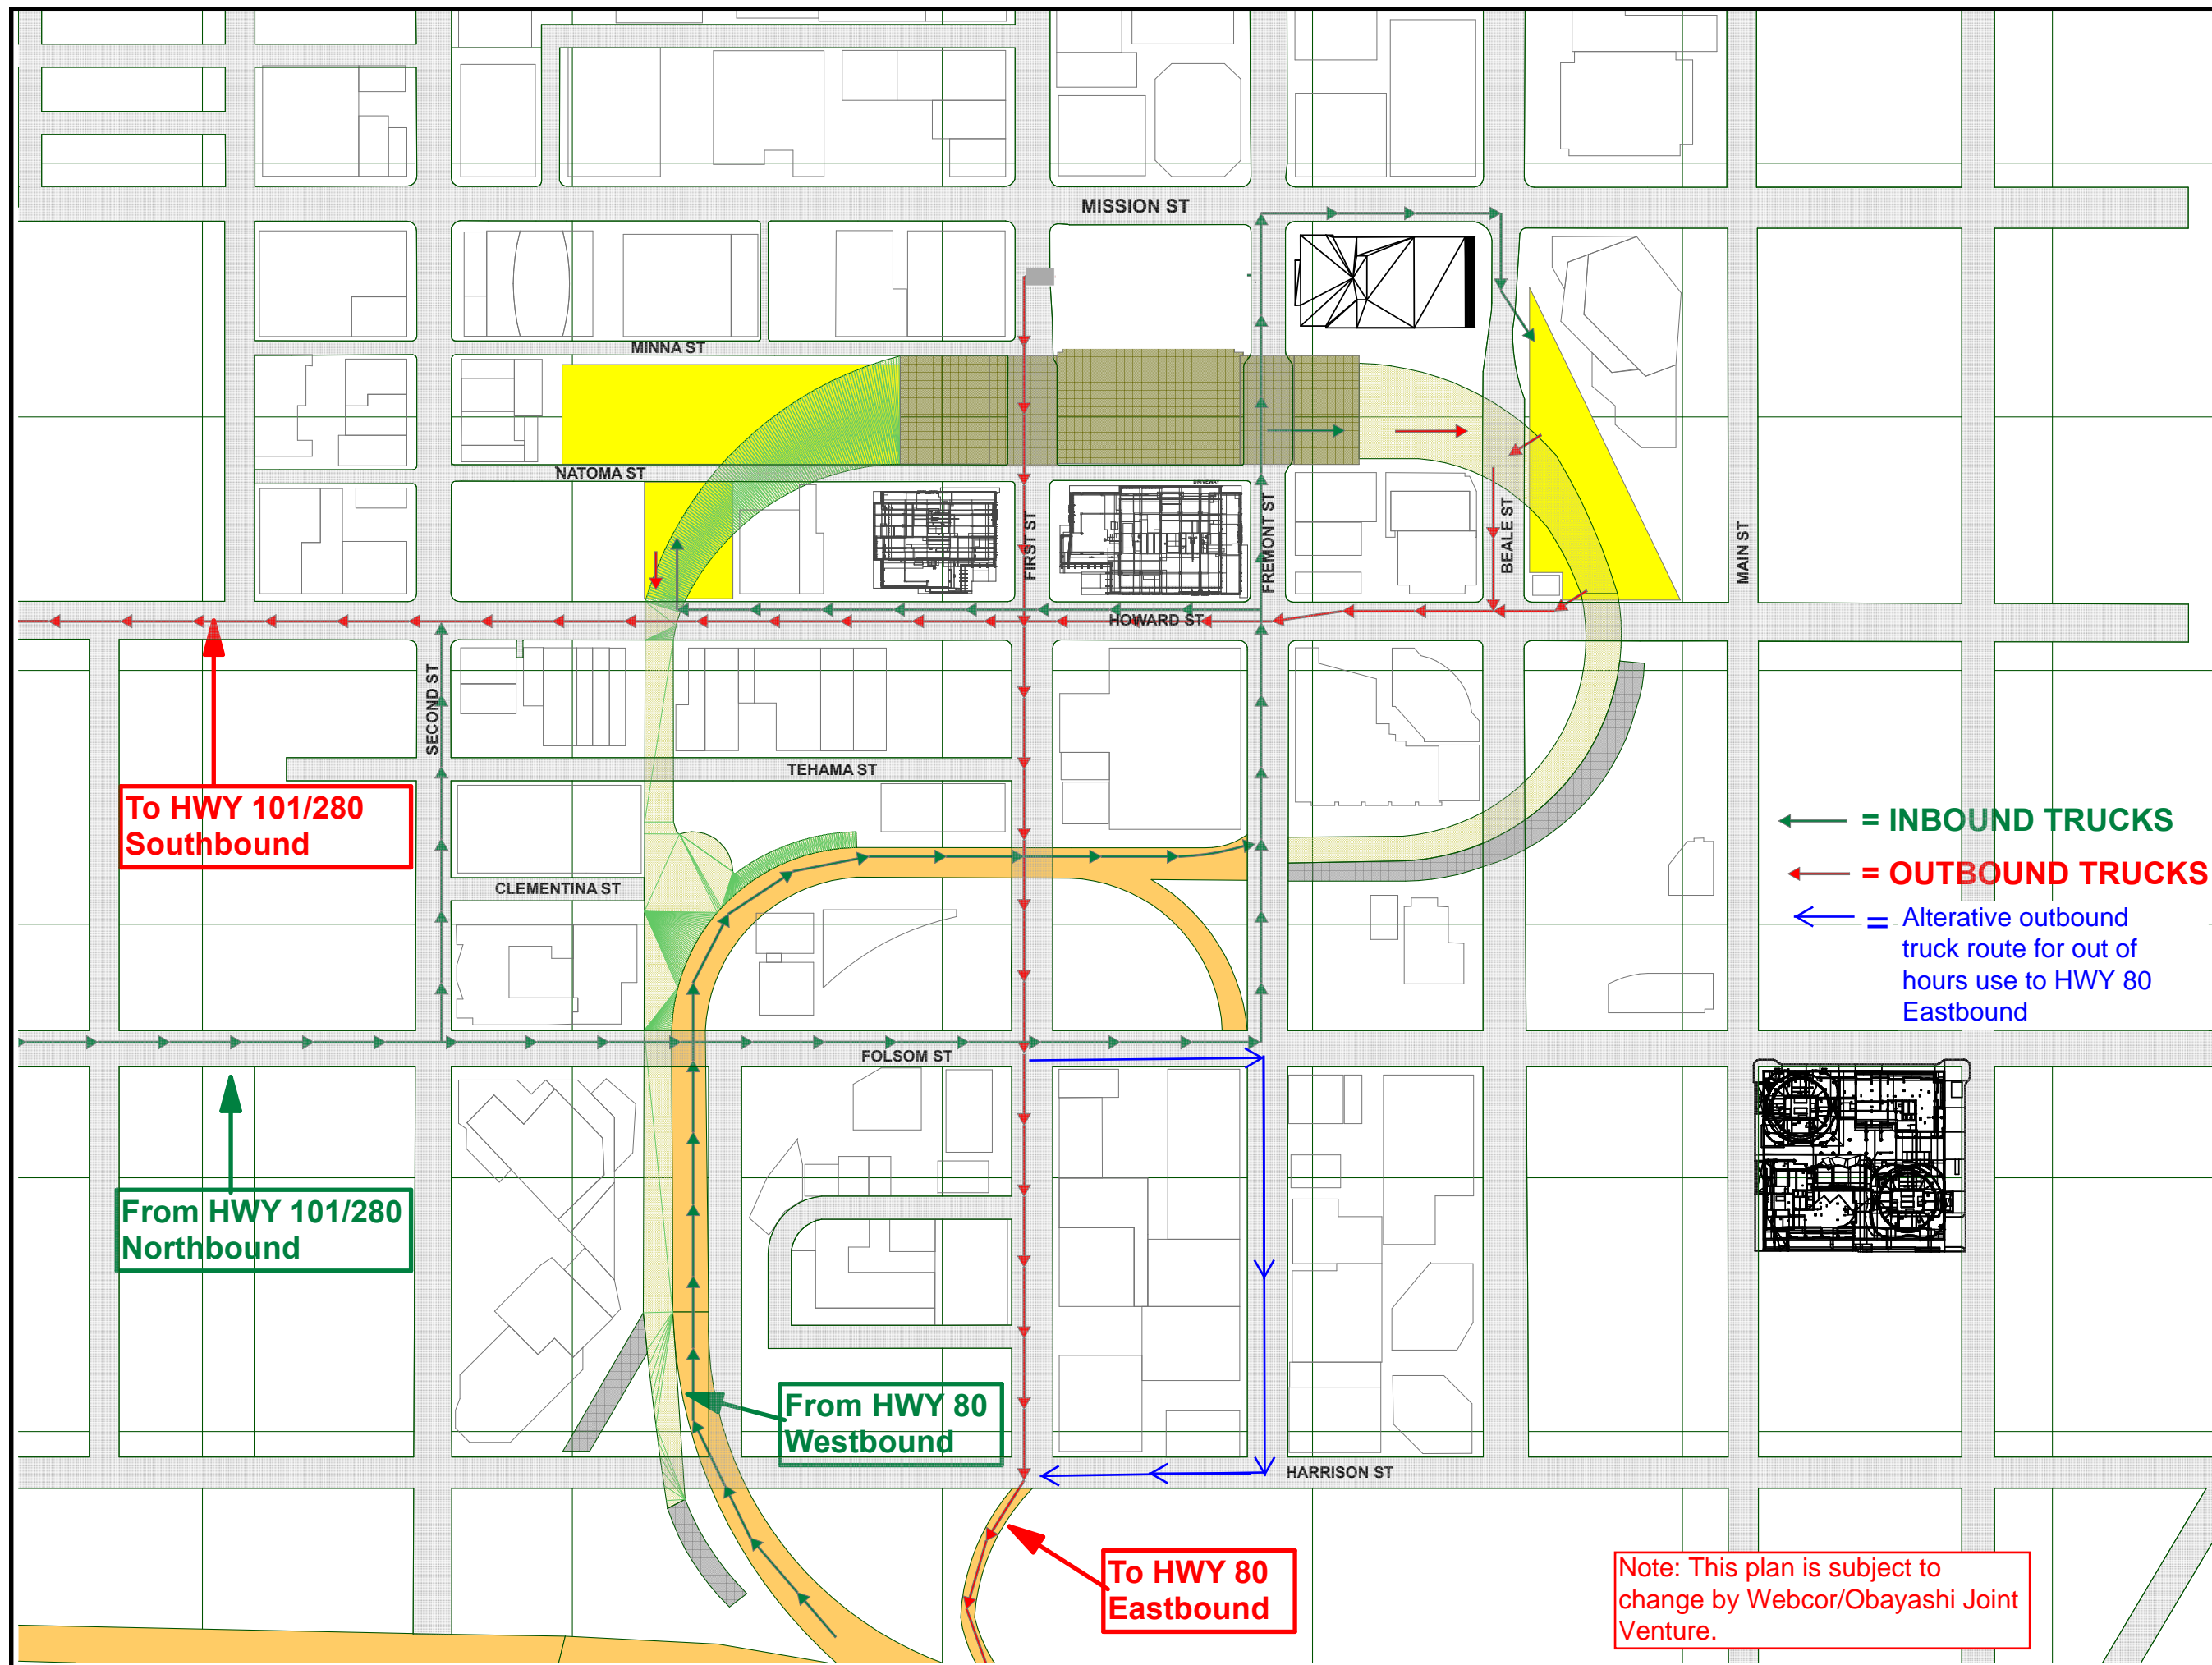 MISSION ST
MINNA ST
NATOMA ST
DRIVEWAY
FIRST ST
FREMONT ST
BEALE ST
MAIN ST
HOWARD ST
SECOND ST
TEHAMA ST
To HWY 101/280
Southbound
= INBOUND TRUCKS
= OUTBOUND TRUCKS
= Alterative outbound
truck route for out of
hours use to HWY 80
Eastbound
CLEMENTINA ST
FOLSOM ST
From HWY 101/280
Northbound
From HWY 80
Westbound
HARRISON ST
To HWY 80
Eastbound
Note: This plan is subject to
change by Webcor/Obayashi Joint
Venture.